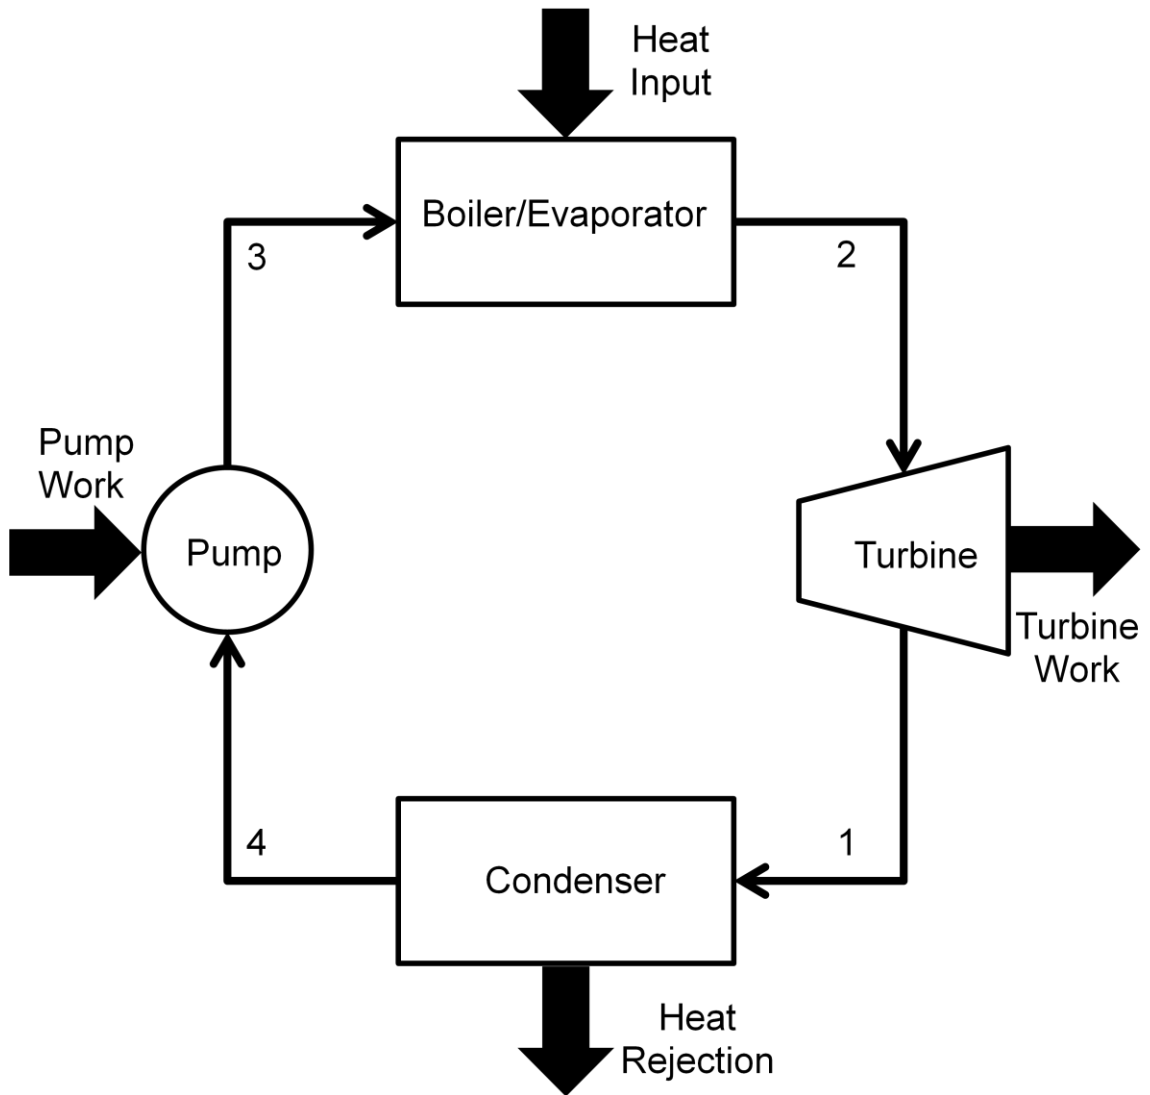 Heat
Input
Boiler/Evaporator
3
2
Pump
Work
Pump
Turbine
Turbine
Work
4
1
Condenser
Heat
Rejection